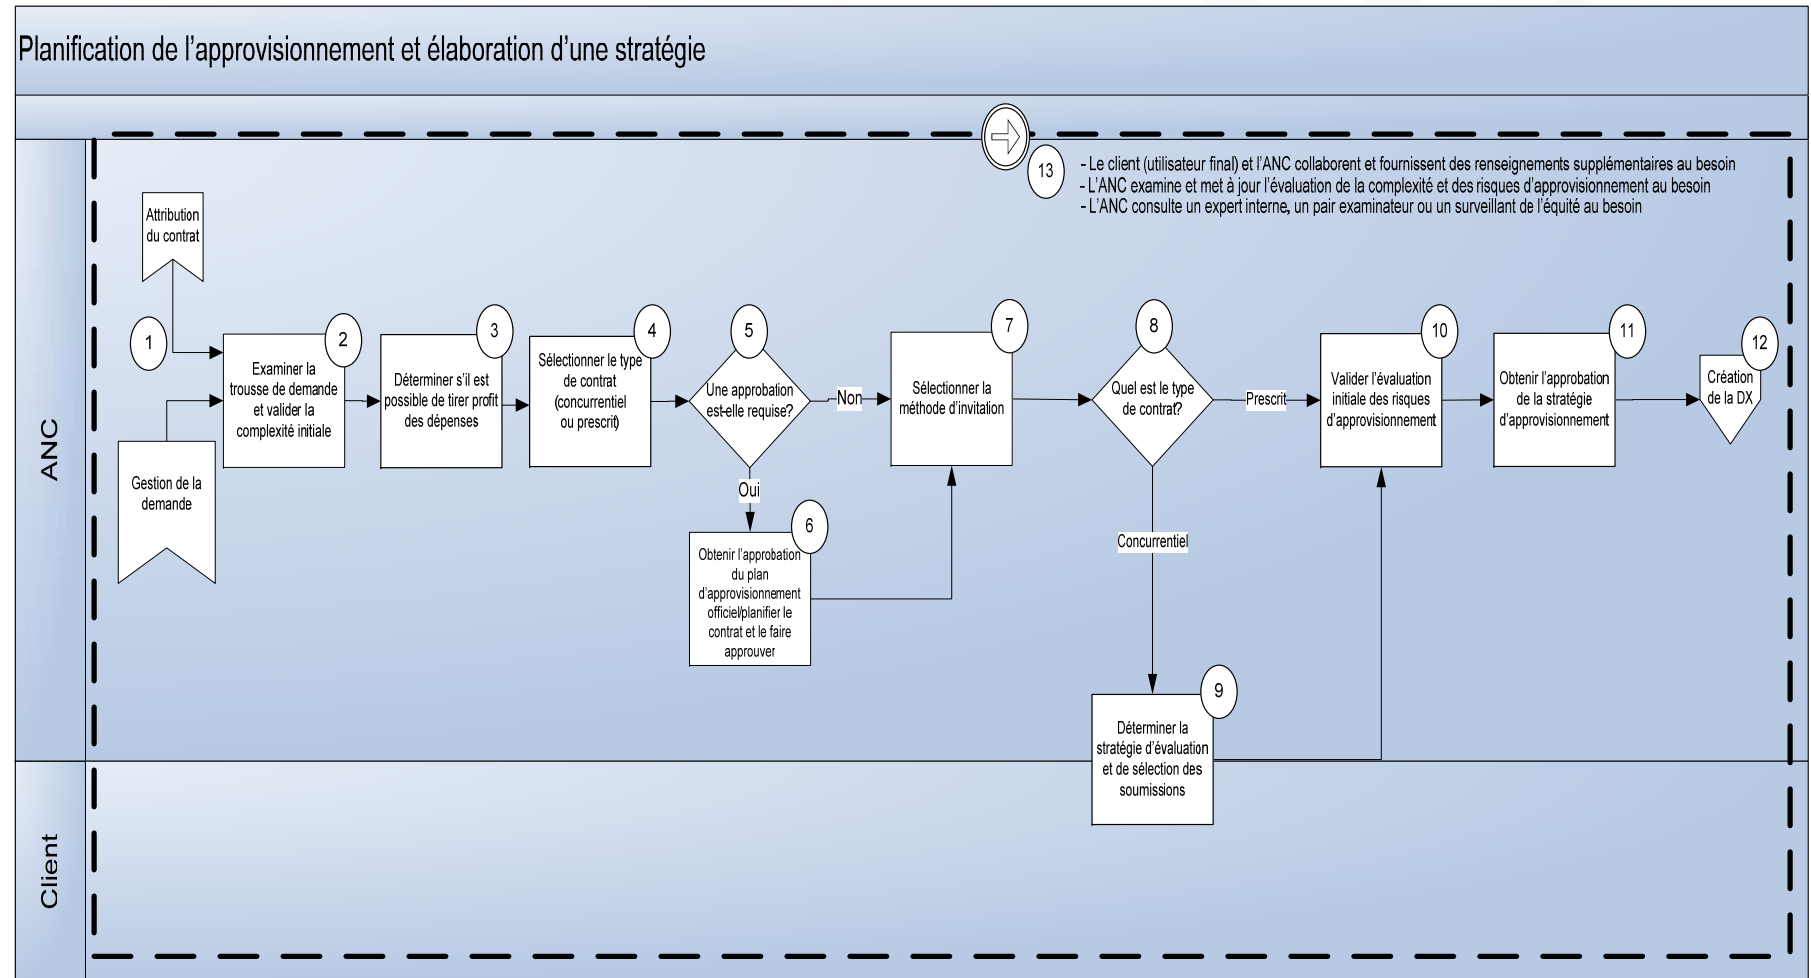 Planification de l'approvisionnement et élaboration d'une stratégie
13
- Le client (utilisateur final) et l'ANC collaborent et fournissent des renseignements supplémentaires au besoin
- L'ANC examine et met à jour l'évaluation de la complexité et des risques d'approvisionnement au besoin
- L'ANC consulte un expert interne, un pair examinateur ou un surveillant de l'équité au besoin
ANC
Attribution
du contrat
1
Gestion de la
demande
2
Examiner la
trousse de demande
et valider la
complexité initiale
3
Déterminer s'il est
possible de tirer profit
des dépenses
4
Sélectionner le type
de contrat
(concurrentiel
ou prescrit)
5
Une approbation
est-elle requise?
Non
Oui
6
Obtenir l'approbation
du plan
d'approvisionnement
officiel/planifier le
contrat et le faire
approuver
7
Sélectionner la
méthode d'invitation
8
Quel est le type
de contrat?
Prescrit
Concurrentiel
9
Déterminer la
stratégie d'évaluation
et de sélection des
soumissions
10
Valider l'évaluation
initiale des risques
d'approvisionnement
11
Obtenir l'approbation
de la stratégie
d'approvisionnement
12
Création
de la DX
Client